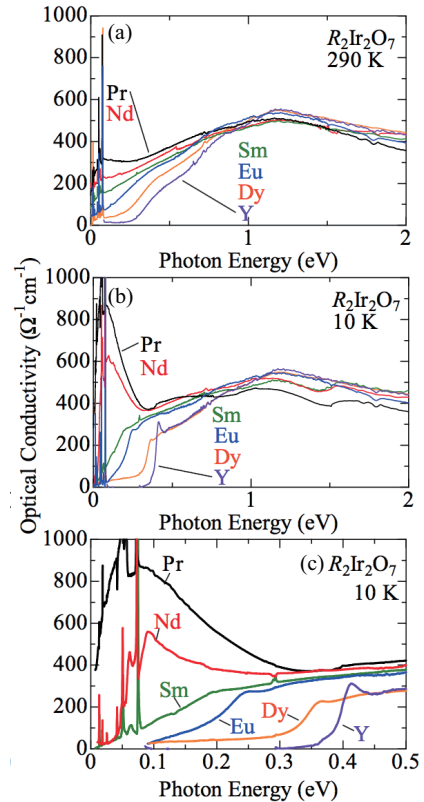 (a)
R₂Ir₂O₇
290 K
1000
800
600
400
200
0
Pr
Nd
Sm
Eu
Dy
Y
0 1 2
Photon Energy (eV)
Optical Conductivity (Ω⁻¹cm⁻¹)
(b)
R₂Ir₂O₇
10 K
1000
800
600
400
200
0
Pr
Nd
Sm
Eu
Dy
Y
0 1 2
Photon Energy (eV)
(c) R₂Ir₂O₇
10 K
1000
800
600
400
200
0
Pr
Nd
Sm
Eu
Dy
Y
0 0.1 0.2 0.3 0.4 0.5
Photon Energy (eV)